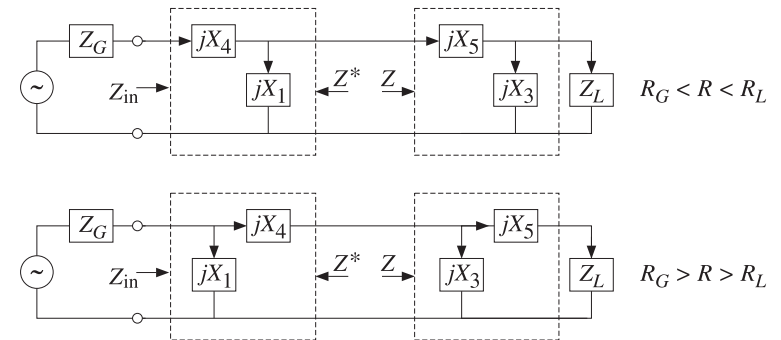 Z_G jX_4 jX_5
Z_in jX_1 Z* Z jX_3 Z_L R_G < R < R_L
~
Z_G jX_4 jX_5
Z_in jX_1 Z* Z jX_3 Z_L R_G > R > R_L
~